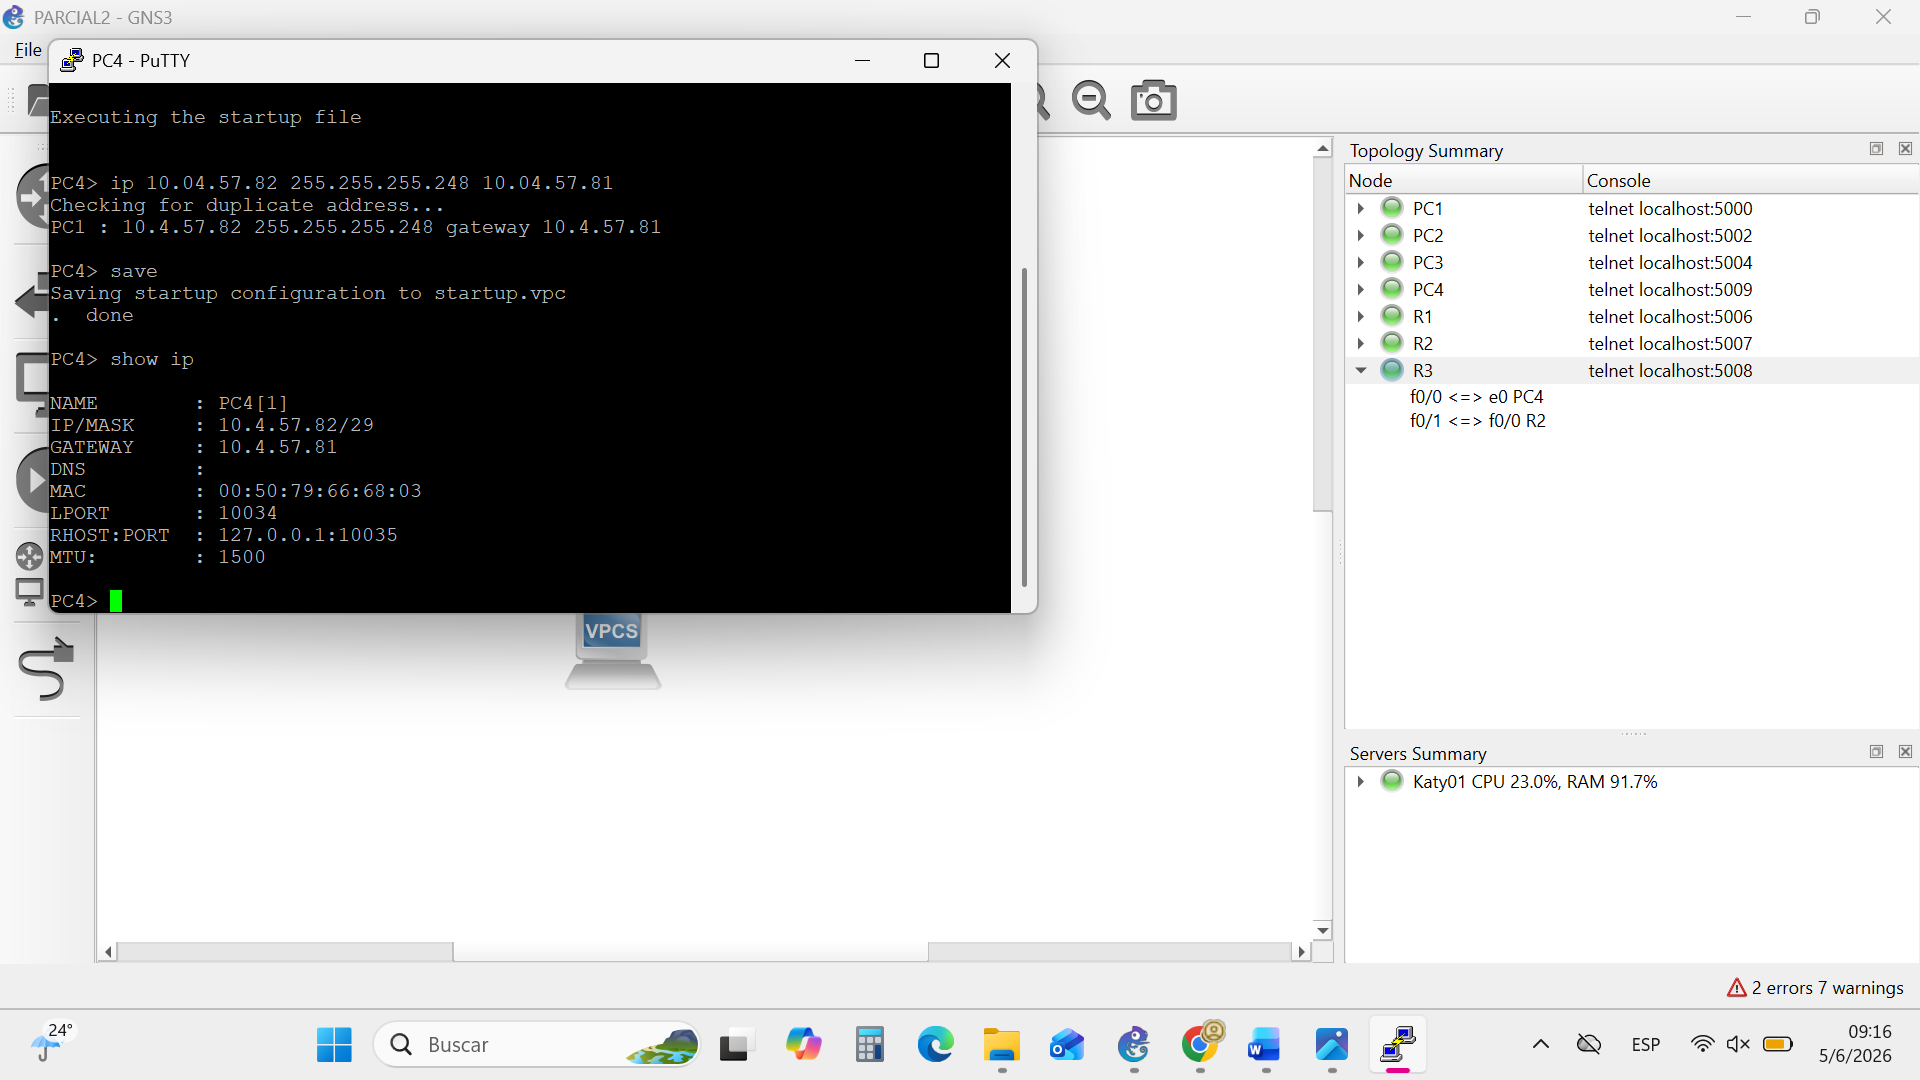 PARCIAL2 - GNS3
File
PC4 - PuTTY
Executing the startup file
PC4> ip 10.04.57.82 255.255.255.248 10.04.57.81
Checking for duplicate address...
PC1 : 10.4.57.82 255.255.255.248 gateway 10.4.57.81
PC4> save
Saving startup configuration to startup.vpc
.  done
PC4> show ip
NAME        : PC4[1]
IP/MASK     : 10.4.57.82/29
GATEWAY     : 10.4.57.81
DNS         :
MAC         : 00:50:79:66:68:03
LPORT       : 10034
RHOST:PORT  : 127.0.0.1:10035
MTU:        : 1500
PC4>
VPCS
Topology Summary
Node Console
PC1 telnet localhost:5000
PC2 telnet localhost:5002
PC3 telnet localhost:5004
PC4 telnet localhost:5009
R1 telnet localhost:5006
R2 telnet localhost:5007
R3 telnet localhost:5008
f0/0 <=> e0 PC4
f0/1 <=> f0/0 R2
Servers Summary
Katy01 CPU 23.0%, RAM 91.7%
2 errors 7 warnings
24°
Buscar
ESP
09:16
5/6/2026